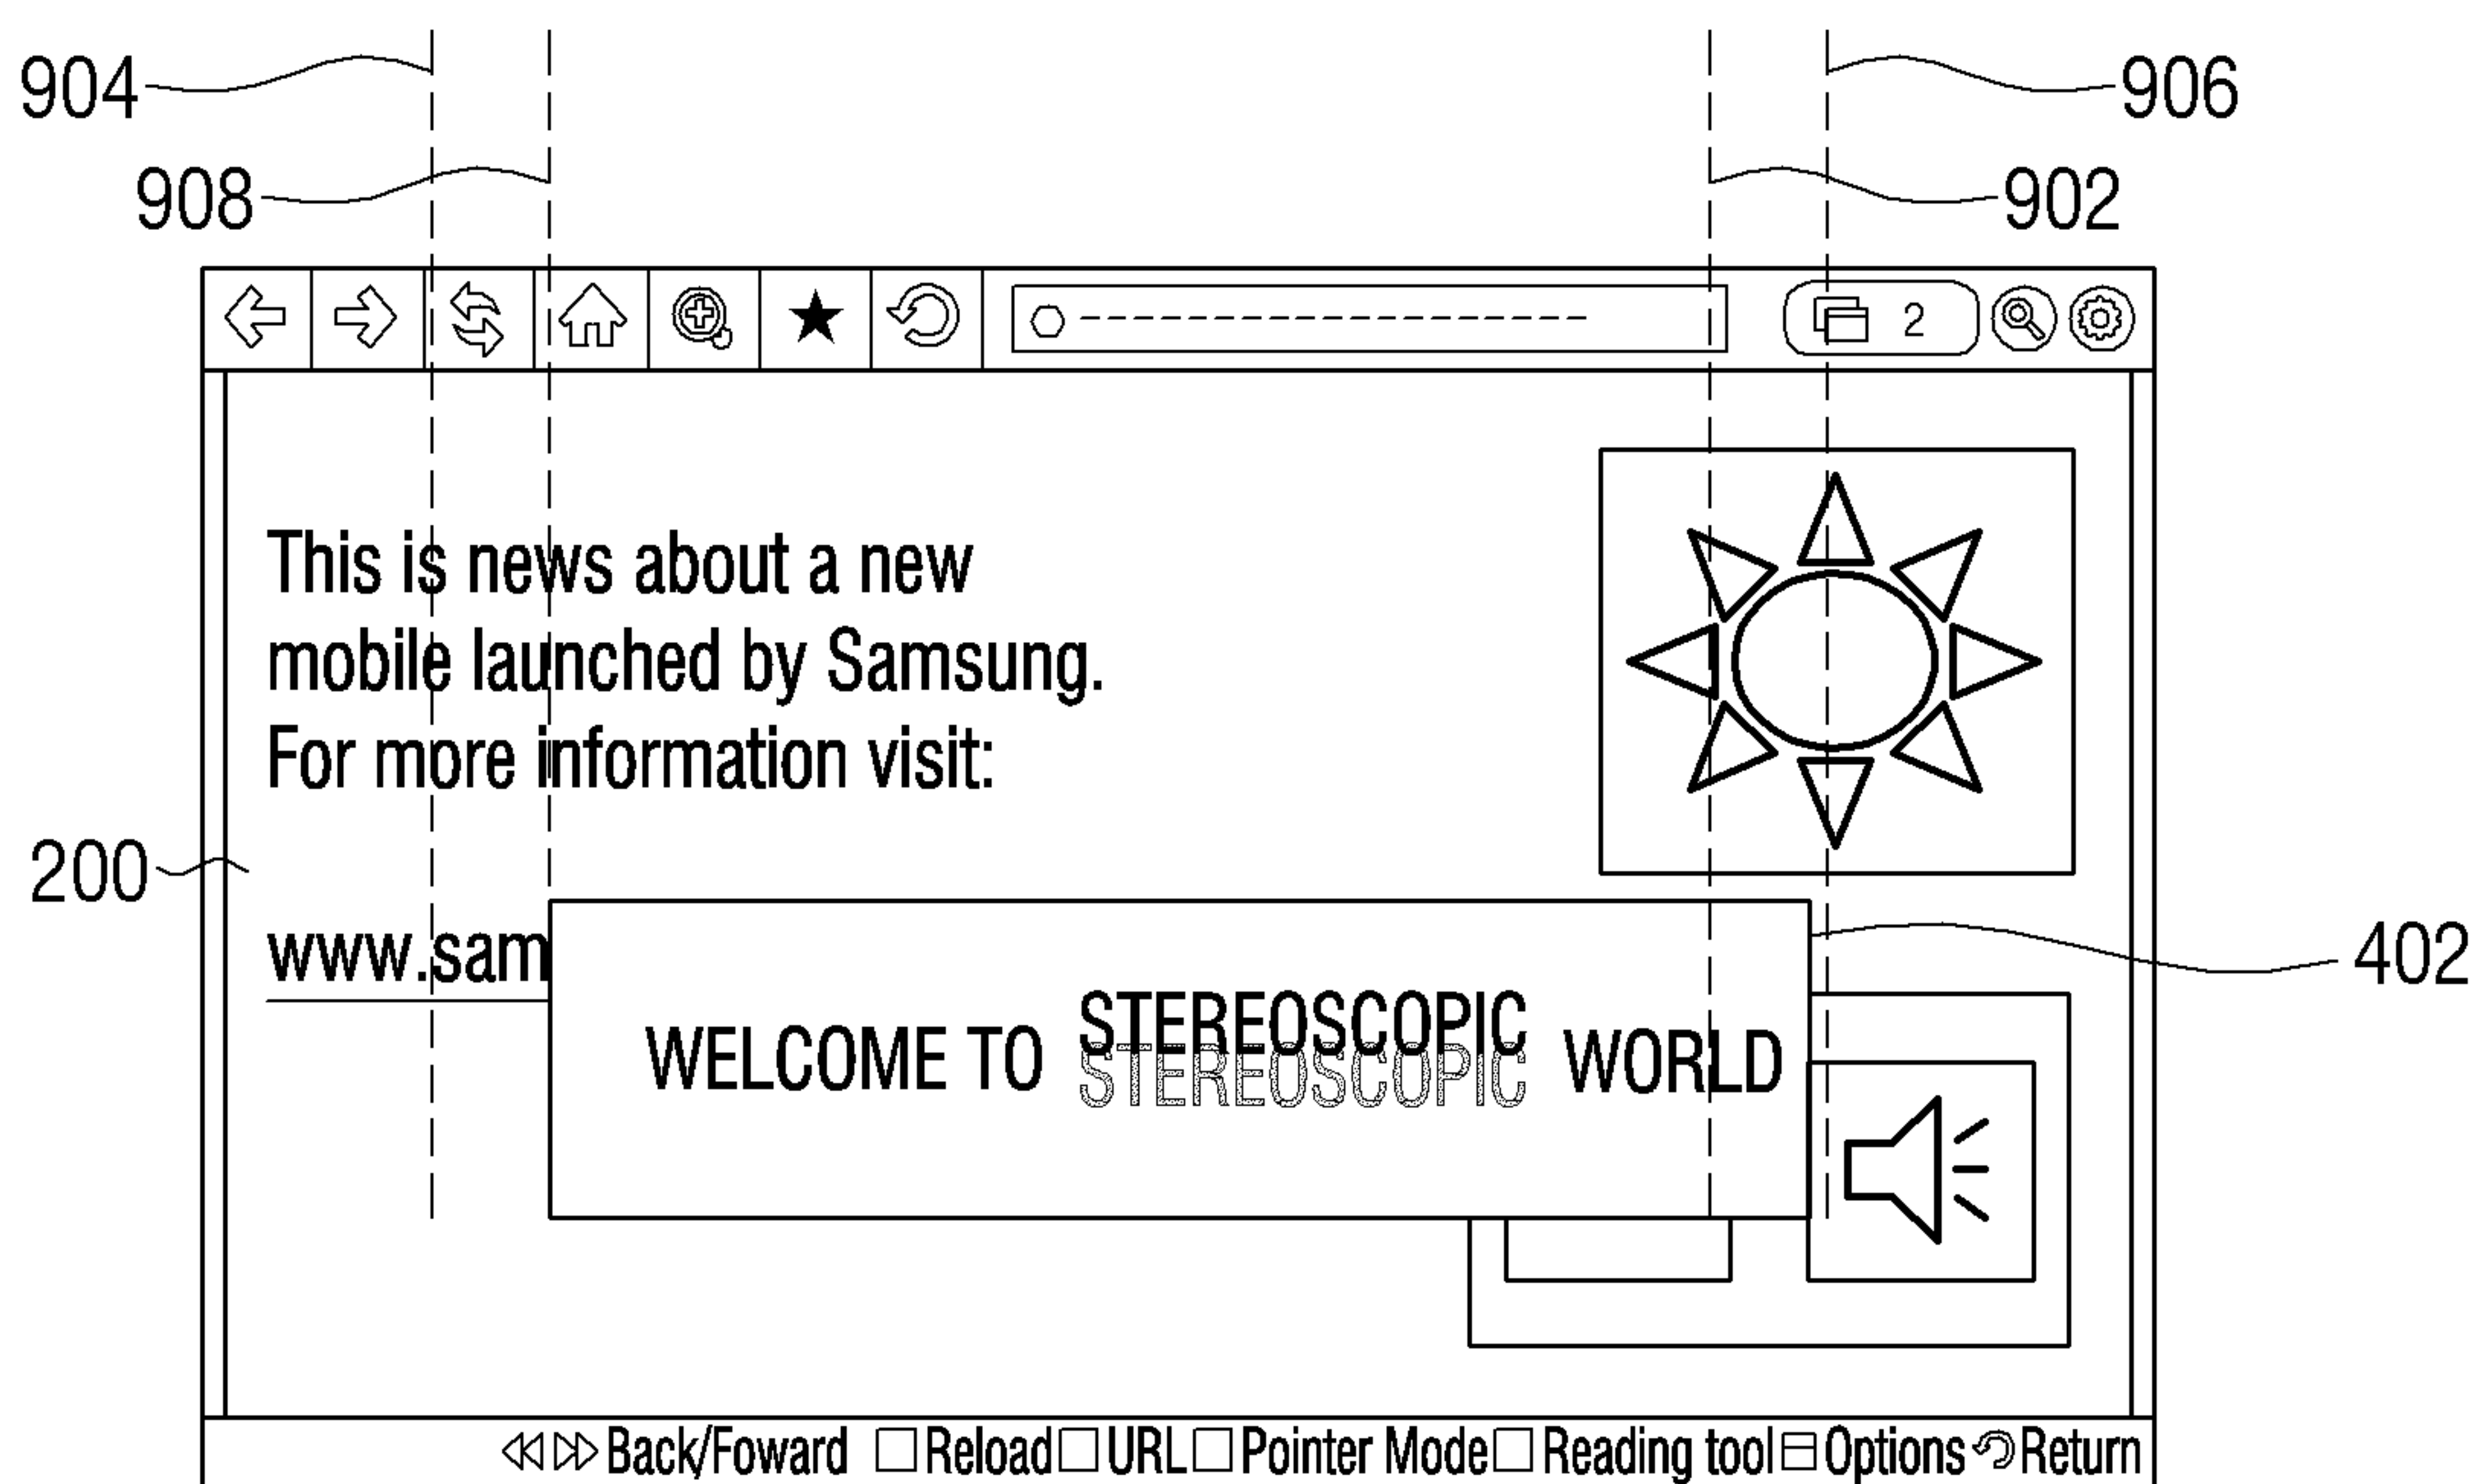 904
906
908
902
2
This is news about a new
mobile launched by Samsung.
For more information visit:
200
www.sam
402
WELCOME TO STEREOSCOPIC WORLD
STEREOSCOPIC
Back/Foward Reload URL Pointer Mode Reading tool Options Return